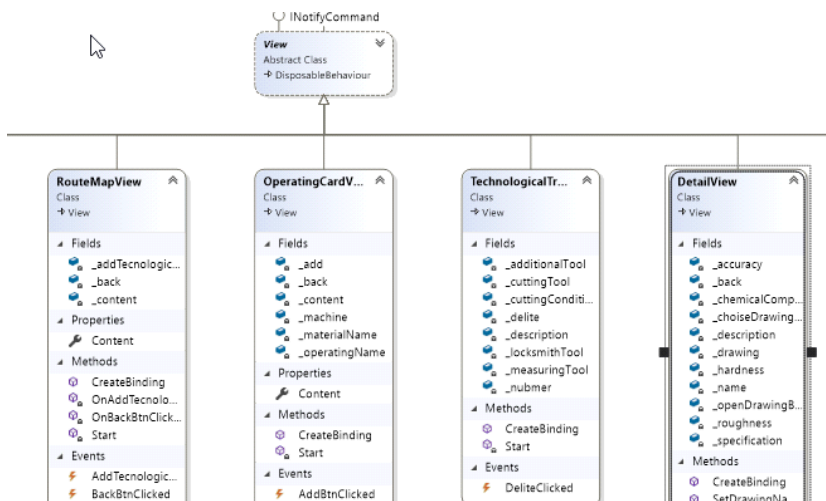 INotifyCommand
View
Abstract Class
DisposableBehaviour
RouteMapView
Class
View
Fields
_addTecnologic...
_back
_content
Properties
Content
Methods
CreateBinding
OnAddTecnolo...
OnBackBtnClick...
Start
Events
AddTecnologic...
BackBtnClicked
OperatingCardV...
Class
View
Fields
_add
_back
_content
_machine
_materialName
_operatingName
Properties
Content
Methods
CreateBinding
Start
Events
AddBtnClicked
TechnologicalTr...
Class
View
Fields
_additionalTool
_cuttingTool
_cuttingConditi...
_delite
_description
_locksmithTool
_measuringTool
_nubmer
Methods
CreateBinding
Start
Events
DeliteClicked
DetailView
Class
View
Fields
_accuracy
_back
_chemicalComp...
_choiseDrawing...
_description
_drawing
_hardness
_name
_openDrawingB...
_roughness
_specification
Methods
CreateBinding
SetDrawingNa...